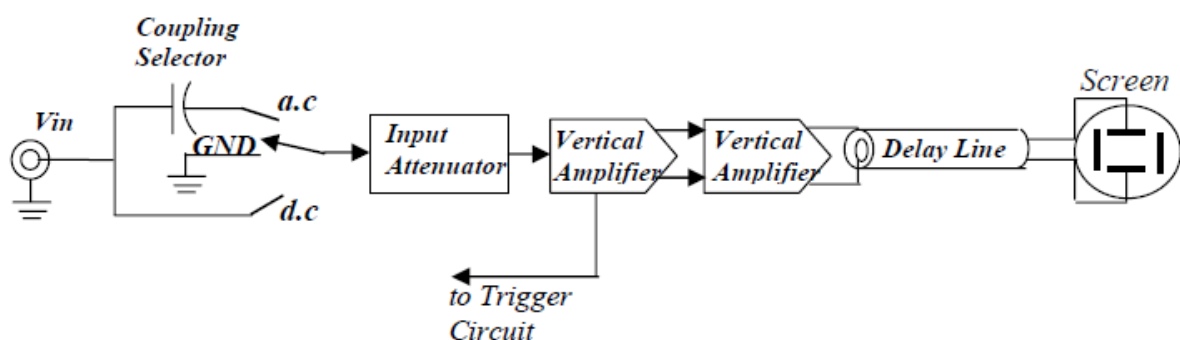 Coupling
Selector
Vin
a.c
GND
d.c
Input
Attenuator
Vertical
Amplifier
Vertical
Amplifier
Delay Line
Screen
to Trigger
Circuit